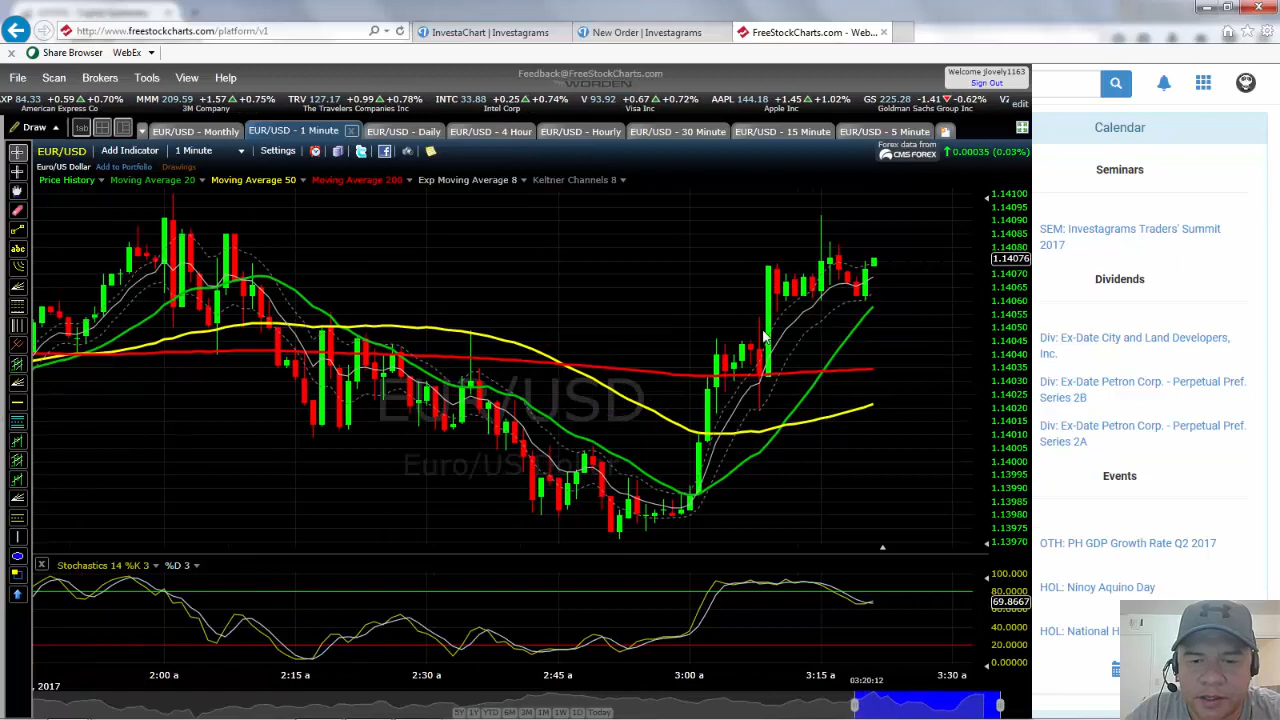 http://www.freestockcharts.com/platform/v1
InvestaChart | Investagrams
New Order | Investagrams
FreeStockCharts.com - Web...
Share Browser WebEx
File Scan Brokers Tools View Help
Feedback@FreeStockCharts.com
WORDEN
Welcome jlovely1163
Sign Out
XP 84.33 +0.59 +0.70% MMM 209.59 +1.57 +0.75% TRV 127.17 +0.99 +0.78% INTC 33.88 +0.25 +0.74% V 93.92 +0.67 +0.72% AAPL 144.18 +1.45 +1.02% GS 225.28 -1.41 -0.62%
American Express Co 3M Company The Travelers Companies Inc Intel Corp Visa Inc Apple Inc Goldman Sachs Group Inc
edit
Draw tab EUR/USD - Monthly EUR/USD - 1 Minute EUR/USD - Daily EUR/USD - 4 Hour EUR/USD - Hourly EUR/USD - 30 Minute EUR/USD - 15 Minute EUR/USD - 5 Minute
EUR/USD Add Indicator 1 Minute Settings
Forex data from
CMS FOREX
0.00035 (0.03%)
Euro/US Dollar Add to Portfolio Drawings
Price History Moving Average 20 Moving Average 50 Moving Average 200 Exp Moving Average 8 Keltner Channels 8
abc
EUR/USD
Euro/US Dollar
1.14100
1.14095
1.14090
1.14085
1.14080
1.14076
1.14070
1.14065
1.14060
1.14055
1.14050
1.14045
1.14040
1.14035
1.14030
1.14025
1.14020
1.14015
1.14010
1.14005
1.14000
1.13995
1.13990
1.13985
1.13980
1.13975
1.13970
Stochastics 14 %K 3 %D 3
100.000
80.0000
69.8667
40.0000
20.0000
0.00000
2:00 a 2:15 a 2:30 a 2:45 a 3:00 a 3:15 a 3:30 a
03:20:12
, 2017
5Y 1Y YTD 6M 3M 1M 1W 1D Today
Calendar
Seminars
SEM: Investagrams Traders' Summit
2017
Dividends
Div: Ex-Date City and Land Developers,
Inc.
Div: Ex-Date Petron Corp. - Perpetual Pref.
Series 2B
Div: Ex-Date Petron Corp. - Perpetual Pref.
Series 2A
Events
OTH: PH GDP Growth Rate Q2 2017
HOL: Ninoy Aquino Day
HOL: National H